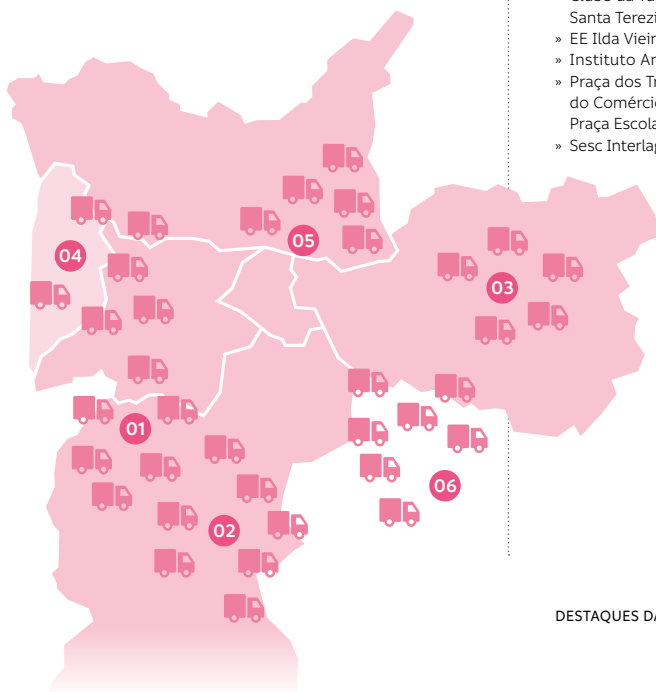 Santa Terezi
» EE Ilda Vieir
» Instituto Ar
» Praça dos Tr
do Comérci
Praça Escola
» Sesc Interlag
05
04
03
01
06
02
DESTAQUES DA